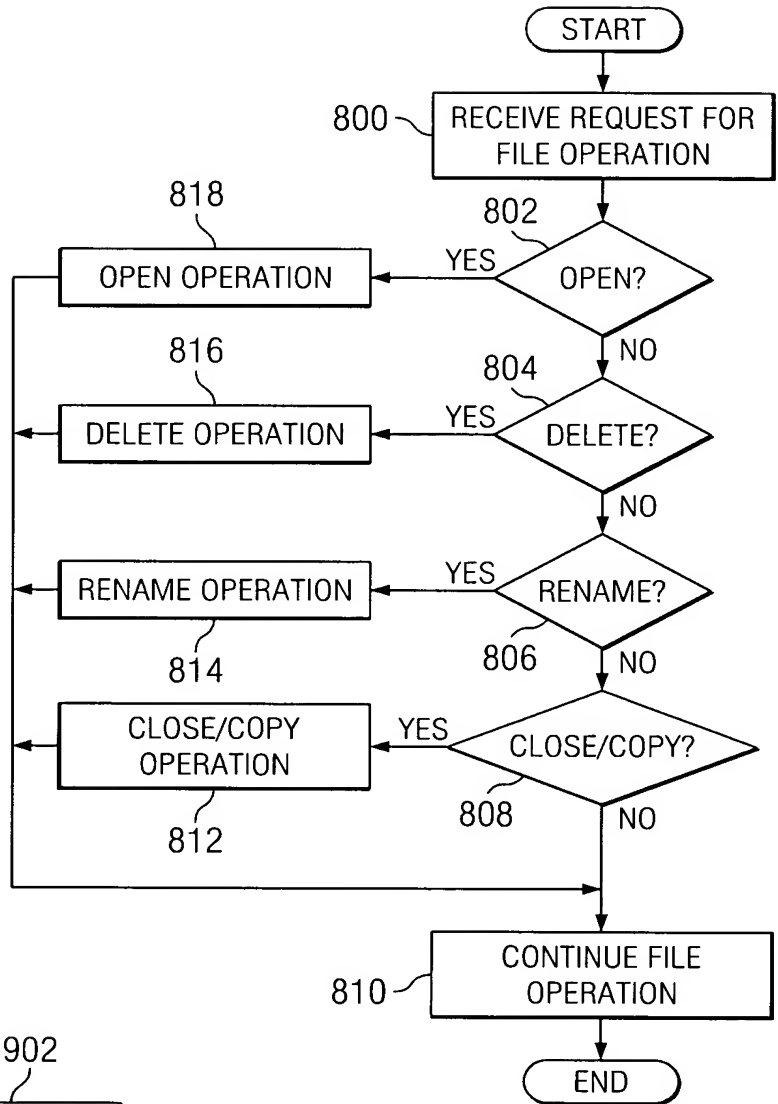 START
800
RECEIVE REQUEST FOR
FILE OPERATION
818
802
OPEN OPERATION
YES
OPEN?
NO
816
804
DELETE OPERATION
YES
DELETE?
NO
RENAME OPERATION
YES
RENAME?
814
806
NO
CLOSE/COPY
OPERATION
YES
CLOSE/COPY?
812
808
NO
810
CONTINUE FILE
OPERATION
902
END